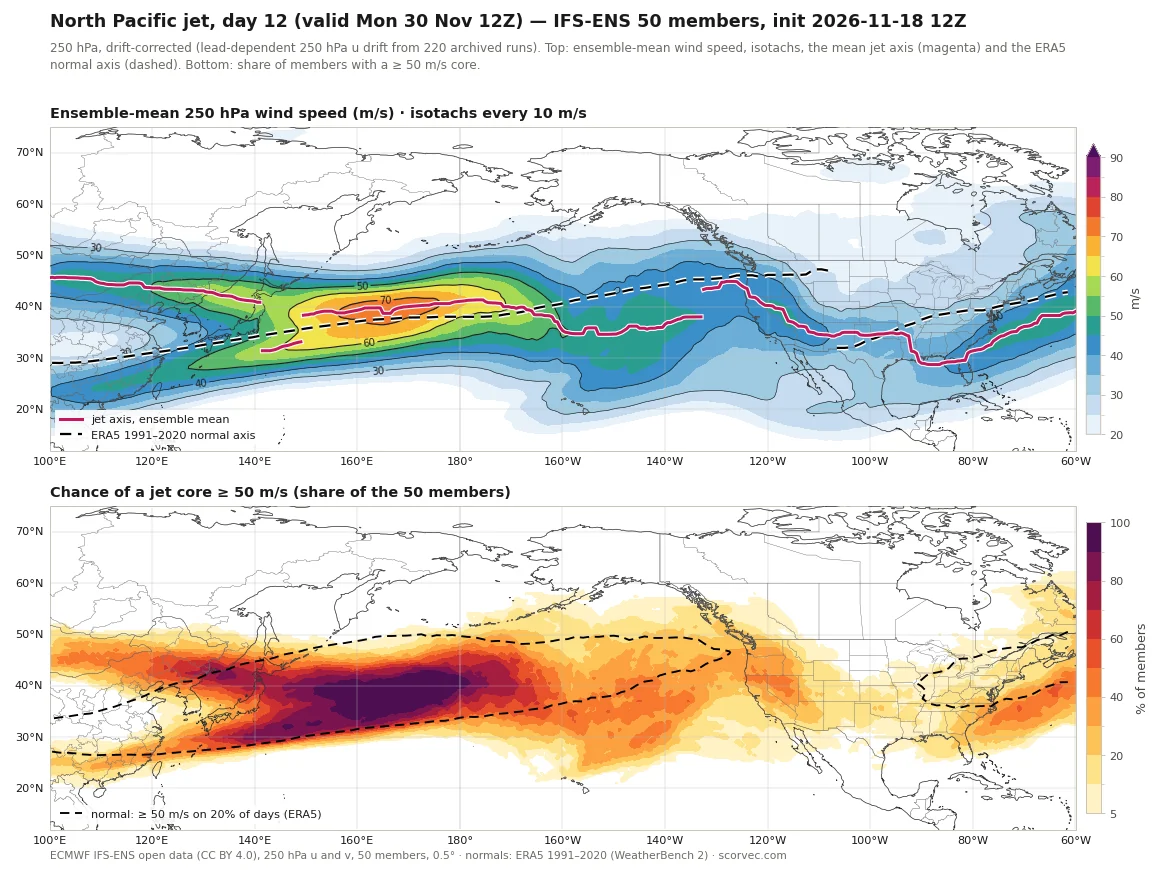 North Pacific jet, day 12 (valid Mon 30 Nov 12Z) — IFS-ENS 50 members, init 2026-11-18 12Z
250 hPa, drift-corrected (lead-dependent 250 hPa u drift from 220 archived runs). Top: ensemble-mean wind speed, isotachs, the mean jet axis (magenta) and the ERA5
normal axis (dashed). Bottom: share of members with a ≥ 50 m/s core.
Ensemble-mean 250 hPa wind speed (m/s) · isotachs every 10 m/s
70°N
60°N
50°N
40°N
30°N
20°N
30
50
70
60
30
40
30
jet axis, ensemble mean
ERA5 1991–2020 normal axis
100°E 120°E 140°E 160°E 180° 160°W 140°W 120°W 100°W 80°W 60°W
90
80
70
60
50
40
30
20
m/s
Chance of a jet core ≥ 50 m/s (share of the 50 members)
70°N
60°N
50°N
40°N
30°N
20°N
normal: ≥ 50 m/s on 20% of days (ERA5)
100°E 120°E 140°E 160°E 180° 160°W 140°W 120°W 100°W 80°W 60°W
100
80
60
40
20
5
% of members
ECMWF IFS-ENS open data (CC BY 4.0), 250 hPa u and v, 50 members, 0.5° · normals: ERA5 1991–2020 (WeatherBench 2) · scorvec.com